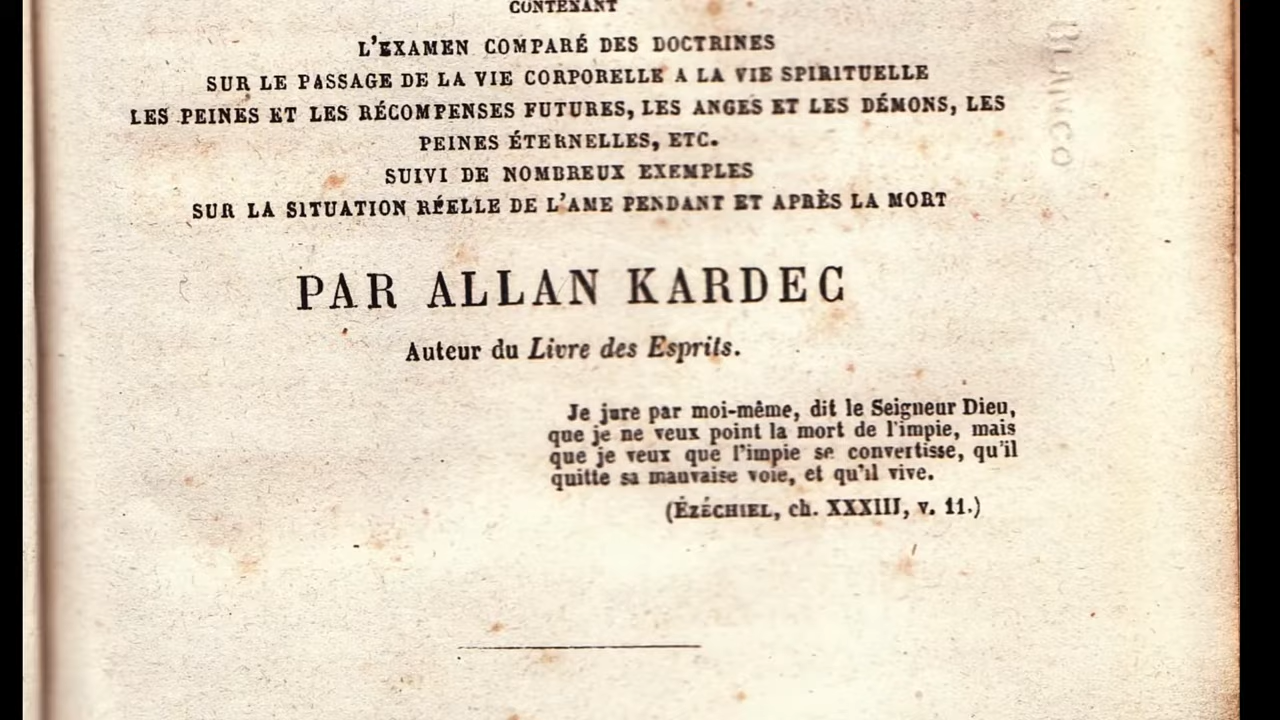 CONTENANT
L'EXAMEN COMPARÉ DES DOCTRINES
SUR LE PASSAGE DE LA VIE CORPORELLE A LA VIE SPIRITUELLE
LES PEINES ET LES RÉCOMPENSES FUTURES, LES ANGES ET LES DÉMONS, LES
PEINES ÉTERNELLES, ETC.
SUIVI DE NOMBREUX EXEMPLES
SUR LA SITUATION RÉELLE DE L'AME PENDANT ET APRÈS LA MORT
PAR ALLAN KARDEC
Auteur du Livre des Esprits.
Je jure par moi-même, dit le Seigneur Dieu,
que je ne veux point la mort de l'impie, mais
que je veux que l'impie se convertisse, qu'il
quitte sa mauvaise voie, et qu'il vive.
(ÉZÉCHIEL, ch. XXXIII, v. 11.)